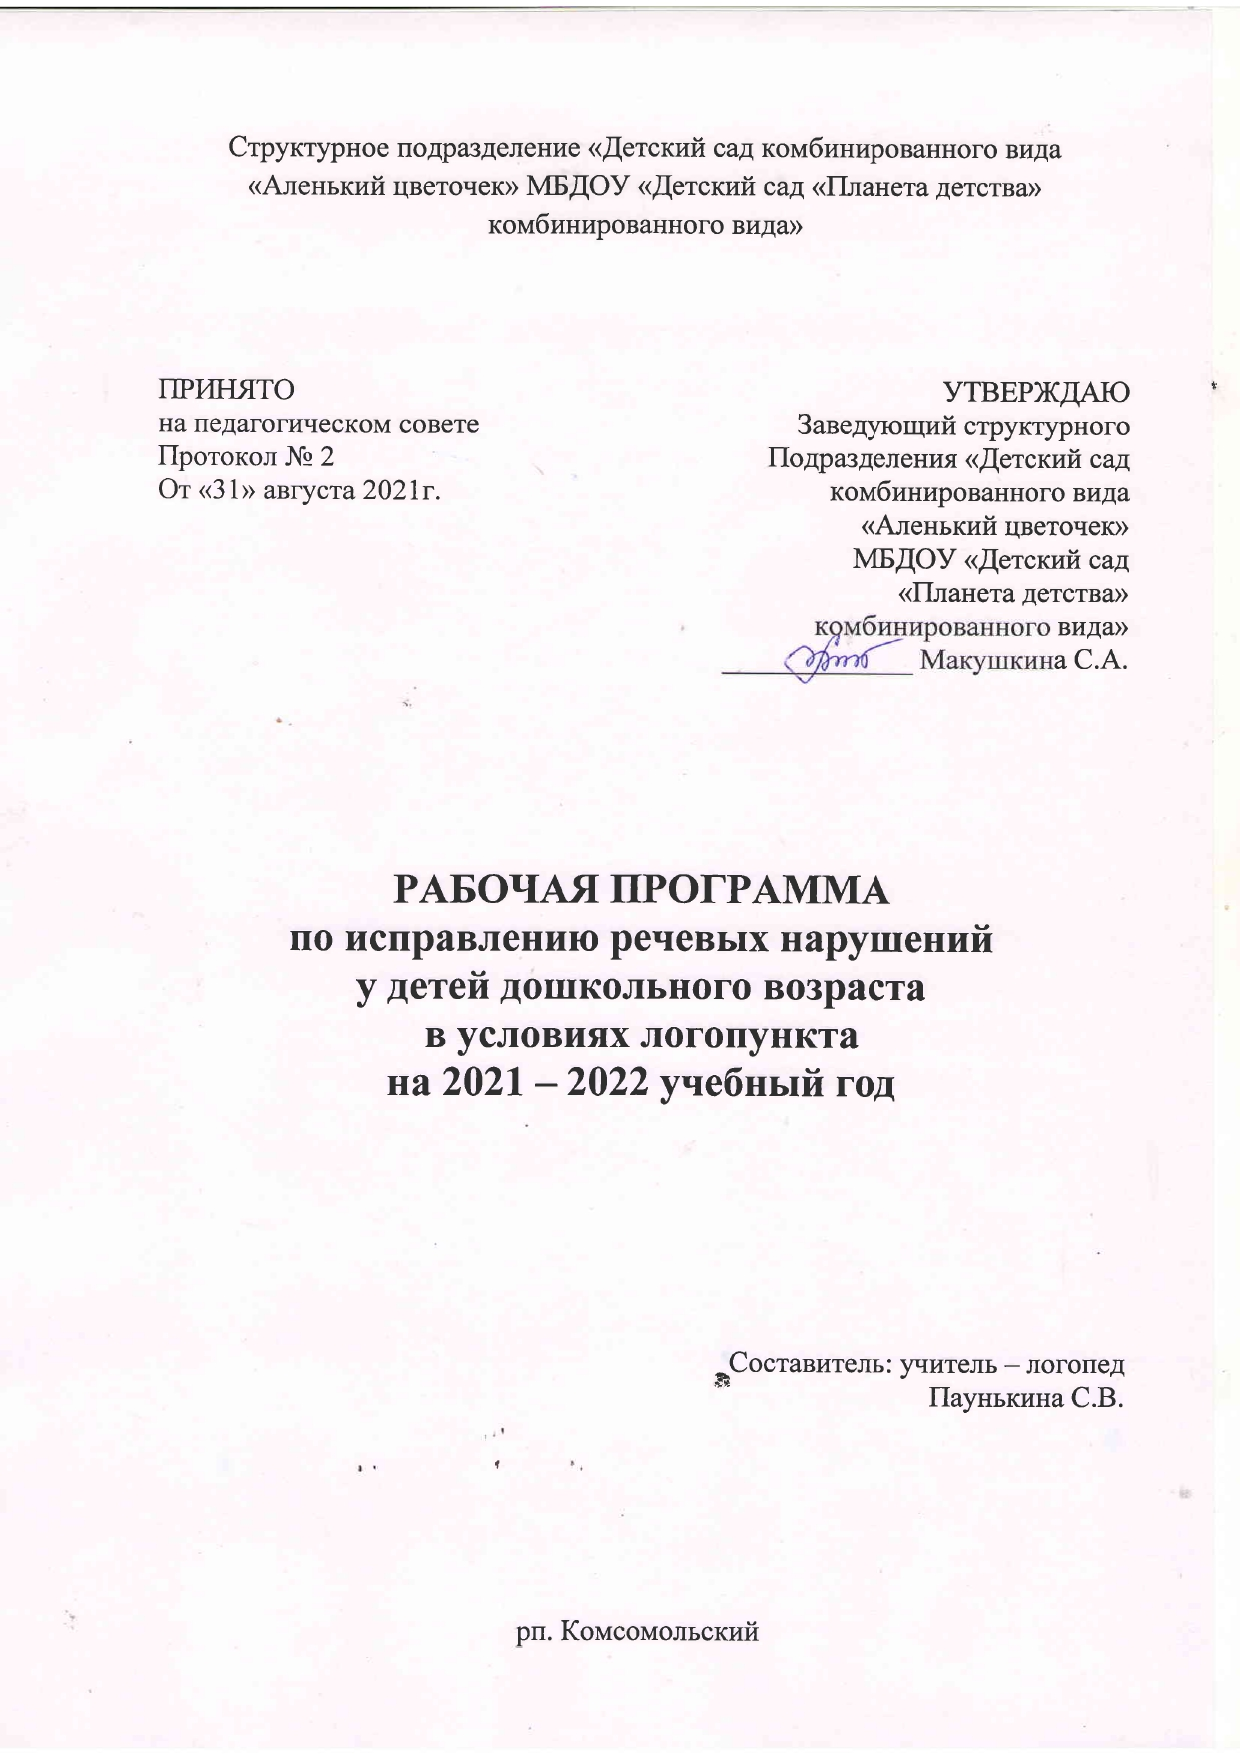 Структурное подразделение «Детский сад комбинированного вида
«Аленький цветочек» МБДОУ «Детский сад «Планета детства»
комбинированного вида»
ПРИНЯТО
на педагогическом совете
Протокол № 2
От «31» августа 2021г.
УТВЕРЖДАЮ
Заведующий структурного
Подразделения «Детский сад
комбинированного вида
«Аленький цветочек»
МБДОУ «Детский сад
«Планета детства»
комбинированного вида»
Макушкина С.А.
РАБОЧАЯ ПРОГРАММА
по исправлению речевых нарушений
у детей дошкольного возраста
в условиях логопункта
на 2021 – 2022 учебный год
Составитель: учитель – логопед
Паунькина С.В.
рп. Комсомольский